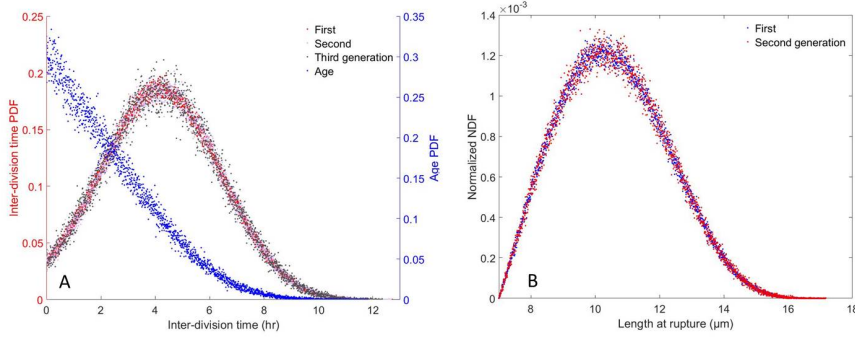 0.25
0.2
0.15
0.1
0.05
0
Inter-division time PDF
0.35
0.3
0.25
0.2
0.15
0.1
0.05
0
Age PDF
First
Second
Third generation
Age
A
0 2 4 6 8 10 12
Inter-division time (hr)
1.4 ×10⁻³
1.2
1.0
0.8
0.6
0.4
0.2
0
Normalized NDF
First
Second generation
B
8 10 12 14 16 18
Length at rupture (µm)